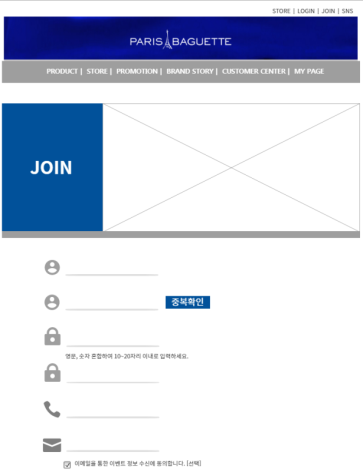 STORE | LOGIN | JOIN | SNS
PARIS BAGUETTE
PRODUCT | STORE | PROMOTION | BRAND STORY | CUSTOMER CENTER | MY PAGE
JOIN
중복확인
영문, 숫자 혼합하여 10~20자리 이내로 입력하세요.
이메일을 통한 이벤트 정보 수신에 동의합니다. [선택]